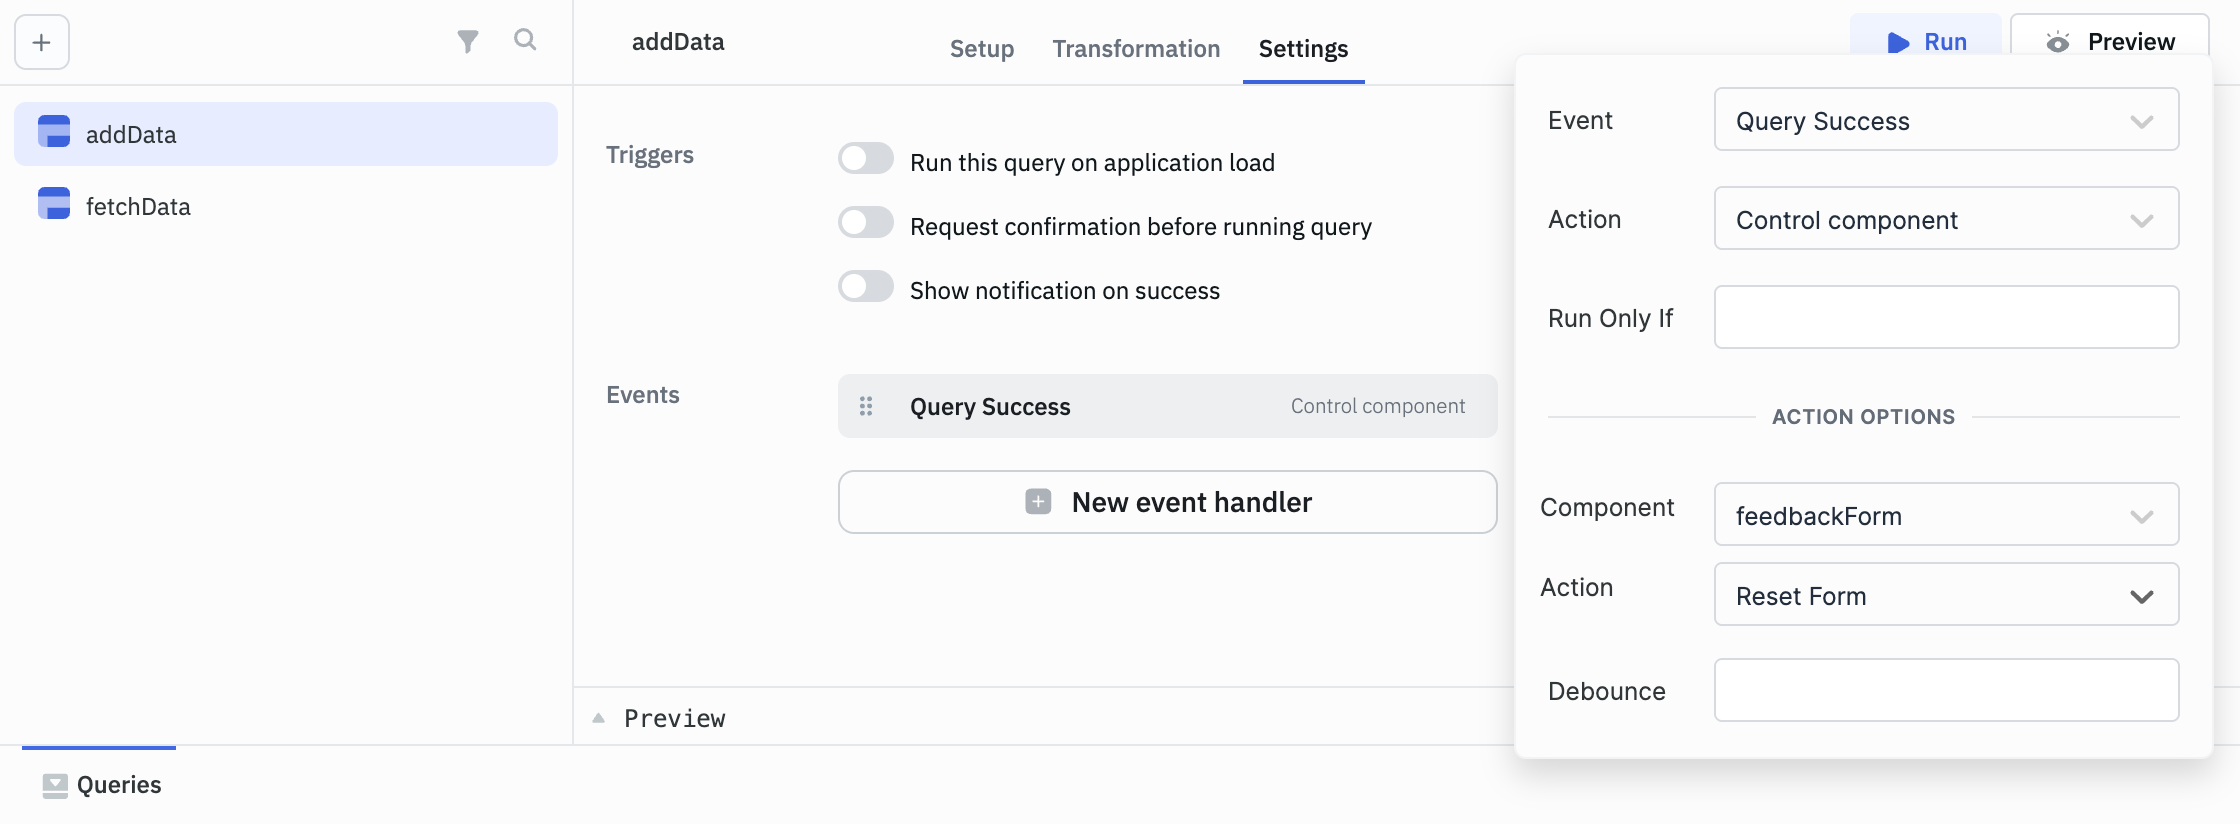 addData
Setup
Transformation
Settings
Run
Preview
addData
fetchData
Triggers
Run this query on application load
Request confirmation before running query
Show notification on success
Events
Query Success
Control component
New event handler
Preview
Queries
Event
Query Success
Action
Control component
Run Only If
ACTION OPTIONS
Component
feedbackForm
Action
Reset Form
Debounce